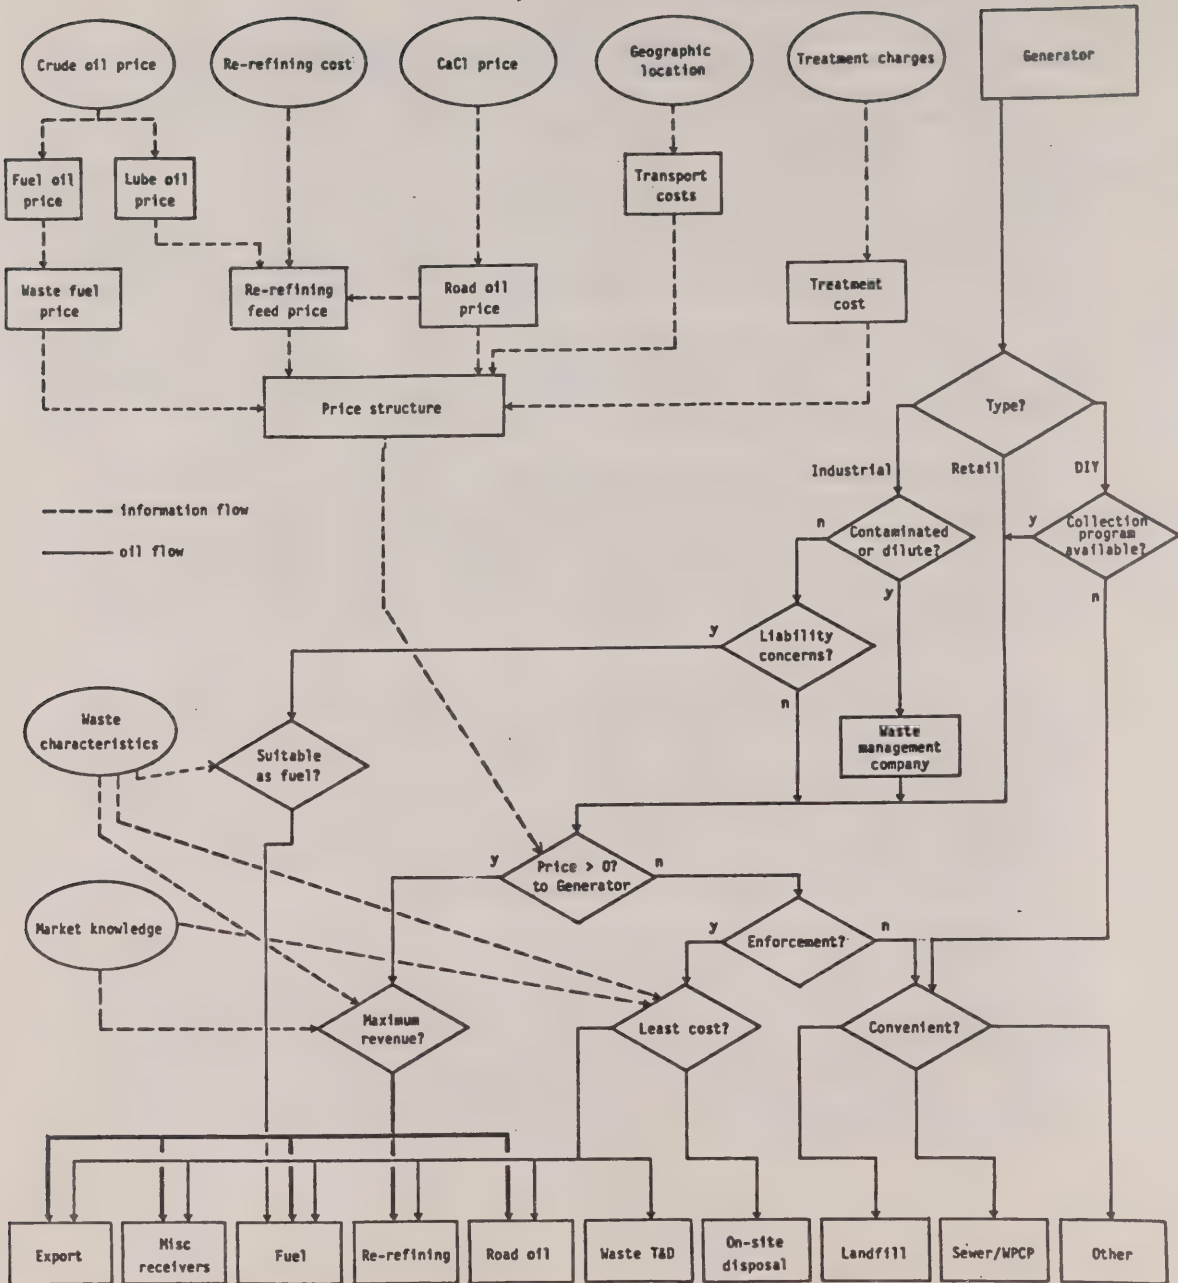 Crude oil price
Re-refining cost
CaCl price
Geographic
location
Treatment charges
Generator
Fuel oil
price
Lube oil
price
Transport
costs
Waste fuel
price
Re-refining
feed price
Road oil
price
Treatment
cost
Price structure
Type?
Industrial
Retail
DIY
information flow
oil flow
n
Contaminated
or dilute?
y
y
Collection
program
available?
n
y
Liability
concerns?
n
Waste
management
company
Waste
characteristics
Suitable
as fuel?
y
Price > 0?
to Generator
n
Market knowledge
y
Enforcement?
n
Maximum
revenue?
Least cost?
Convenient?
Export
Misc
receivers
Fuel
Re-refining
Road oil
Waste T&D
On-site
disposal
Landfill
Sewer/WPCP
Other